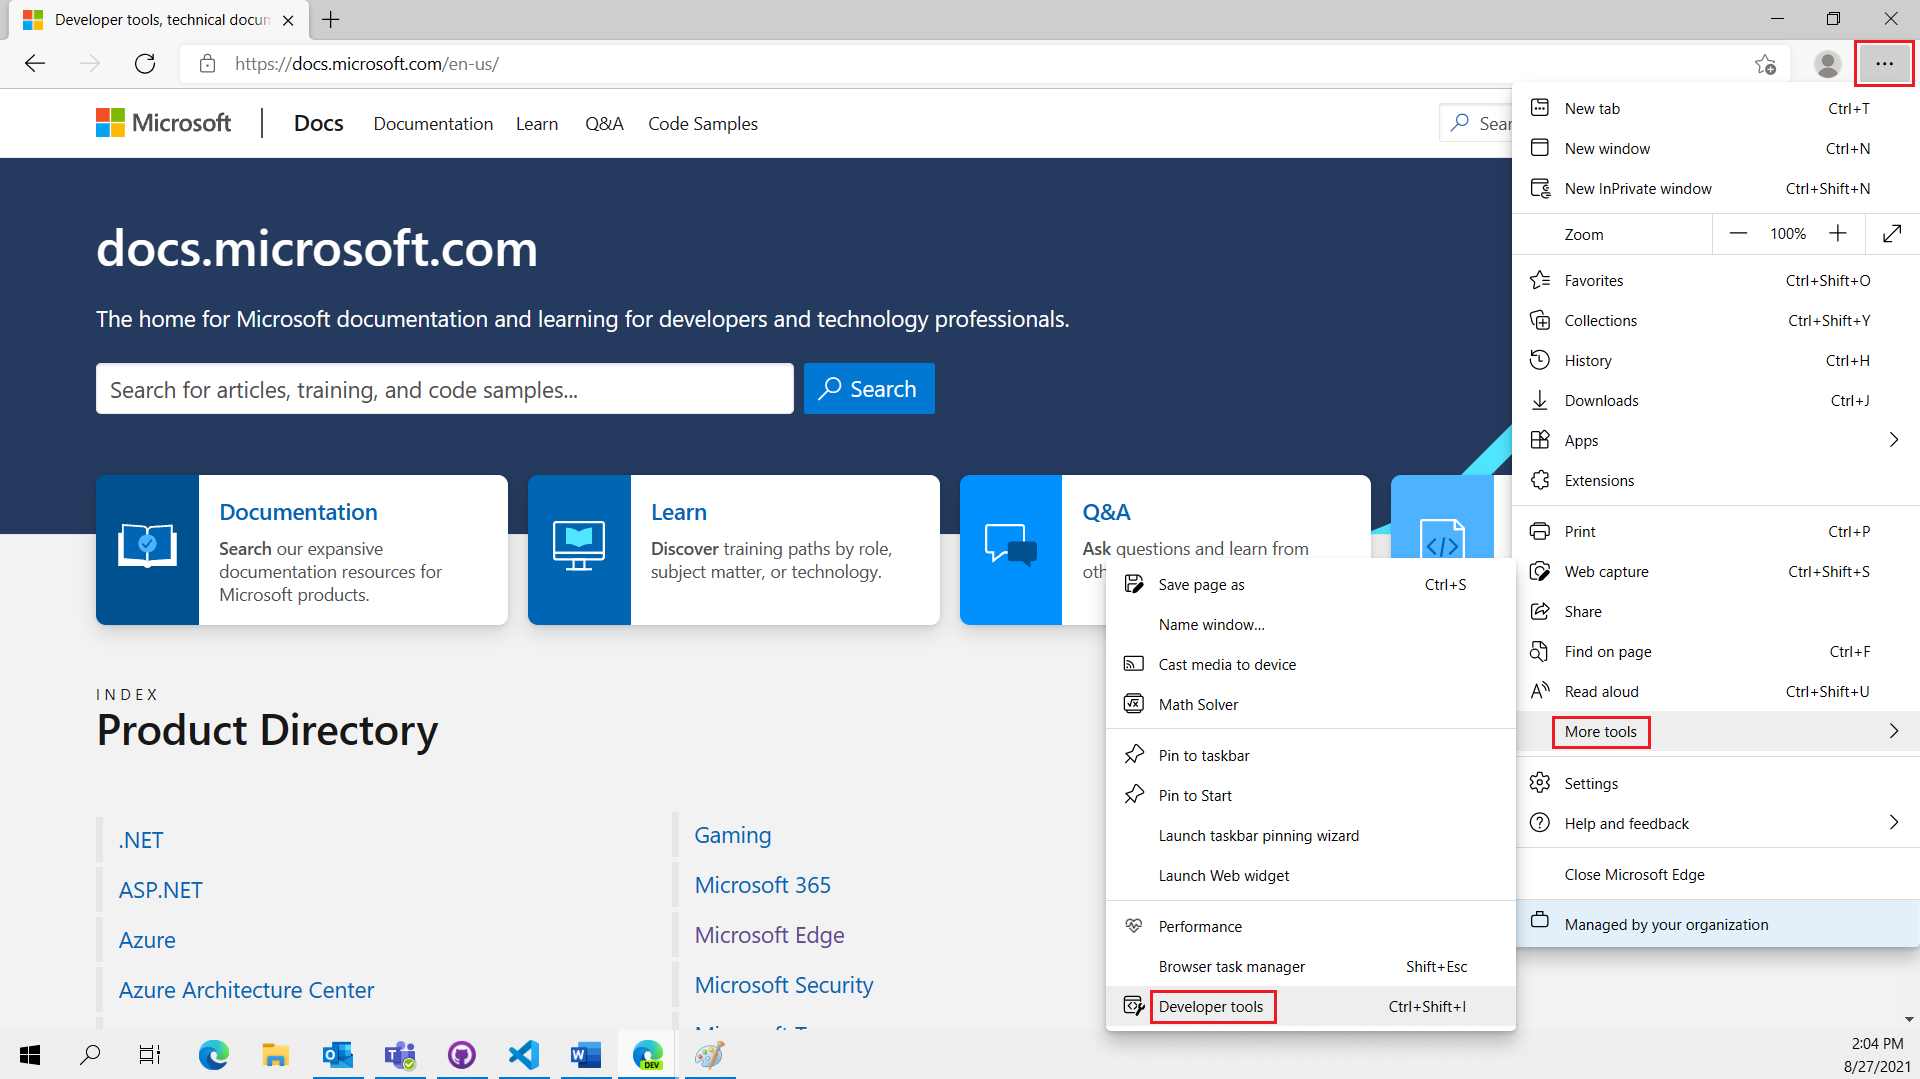 Developer tools, technical docun
https://docs.microsoft.com/en-us/
Microsoft
Docs
Documentation
Learn
Q&A
Code Samples
Sear
docs.microsoft.com
The home for Microsoft documentation and learning for developers and technology professionals.
Search for articles, training, and code samples...
Search
Documentation
Search our expansive
documentation resources for
Microsoft products.
Learn
Discover training paths by role,
subject matter, or technology.
Q&A
Ask questions and learn from
oth
INDEX
Product Directory
.NET
ASP.NET
Azure
Azure Architecture Center
Gaming
Microsoft 365
Microsoft Edge
Microsoft Security
New tab Ctrl+T
New window Ctrl+N
New InPrivate window Ctrl+Shift+N
Zoom 100%
Favorites Ctrl+Shift+O
Collections Ctrl+Shift+Y
History Ctrl+H
Downloads Ctrl+J
Apps
Extensions
Print Ctrl+P
Web capture Ctrl+Shift+S
Share
Find on page Ctrl+F
Read aloud Ctrl+Shift+U
More tools
Settings
Help and feedback
Close Microsoft Edge
Managed by your organization
Save page as Ctrl+S
Name window...
Cast media to device
Math Solver
Pin to taskbar
Pin to Start
Launch taskbar pinning wizard
Launch Web widget
Performance
Browser task manager Shift+Esc
Developer tools Ctrl+Shift+I
DEV
2:04 PM
8/27/2021